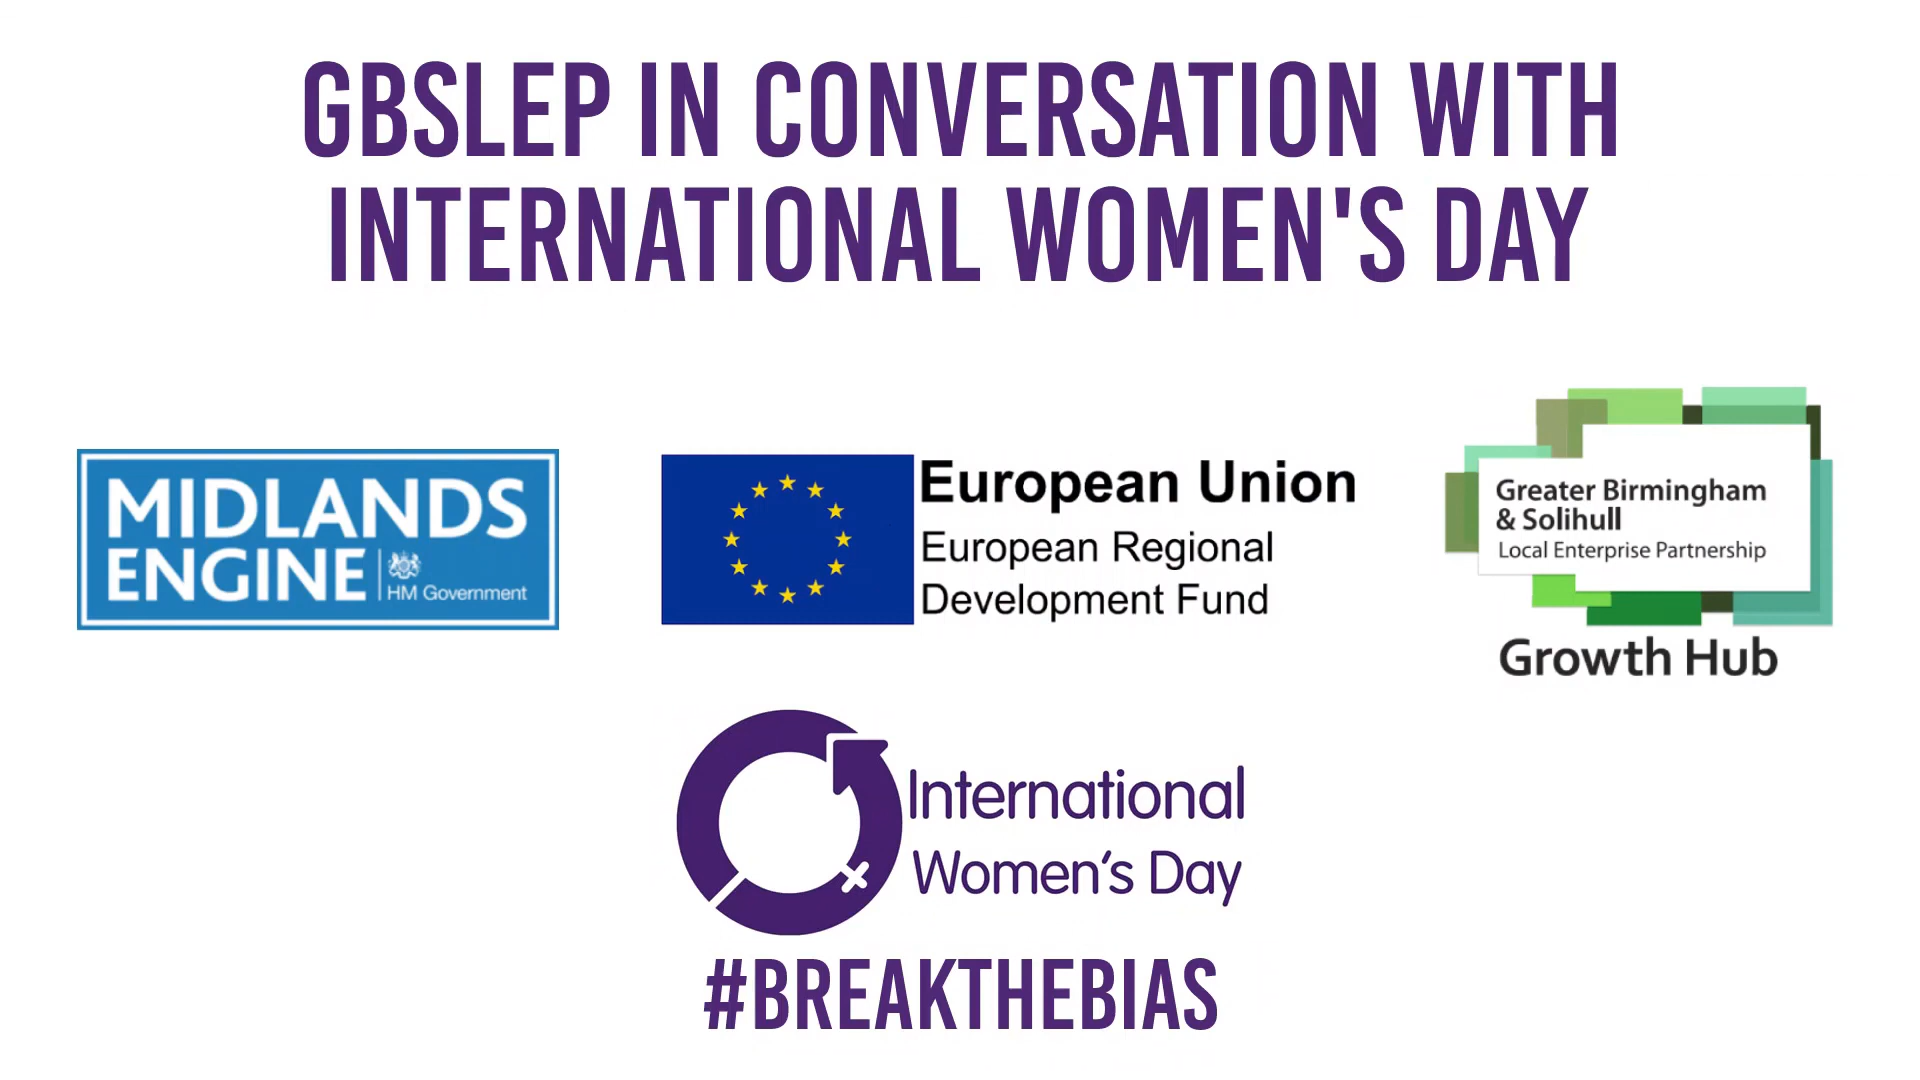 GBSLEP IN CONVERSATION WITH
INTERNATIONAL WOMEN'S DAY
MIDLANDS
ENGINE
HM Government
European Union
European Regional
Development Fund
Greater Birmingham
& Solihull
Local Enterprise Partnership
Growth Hub
International
Women's Day
#BREAKTHEBIAS